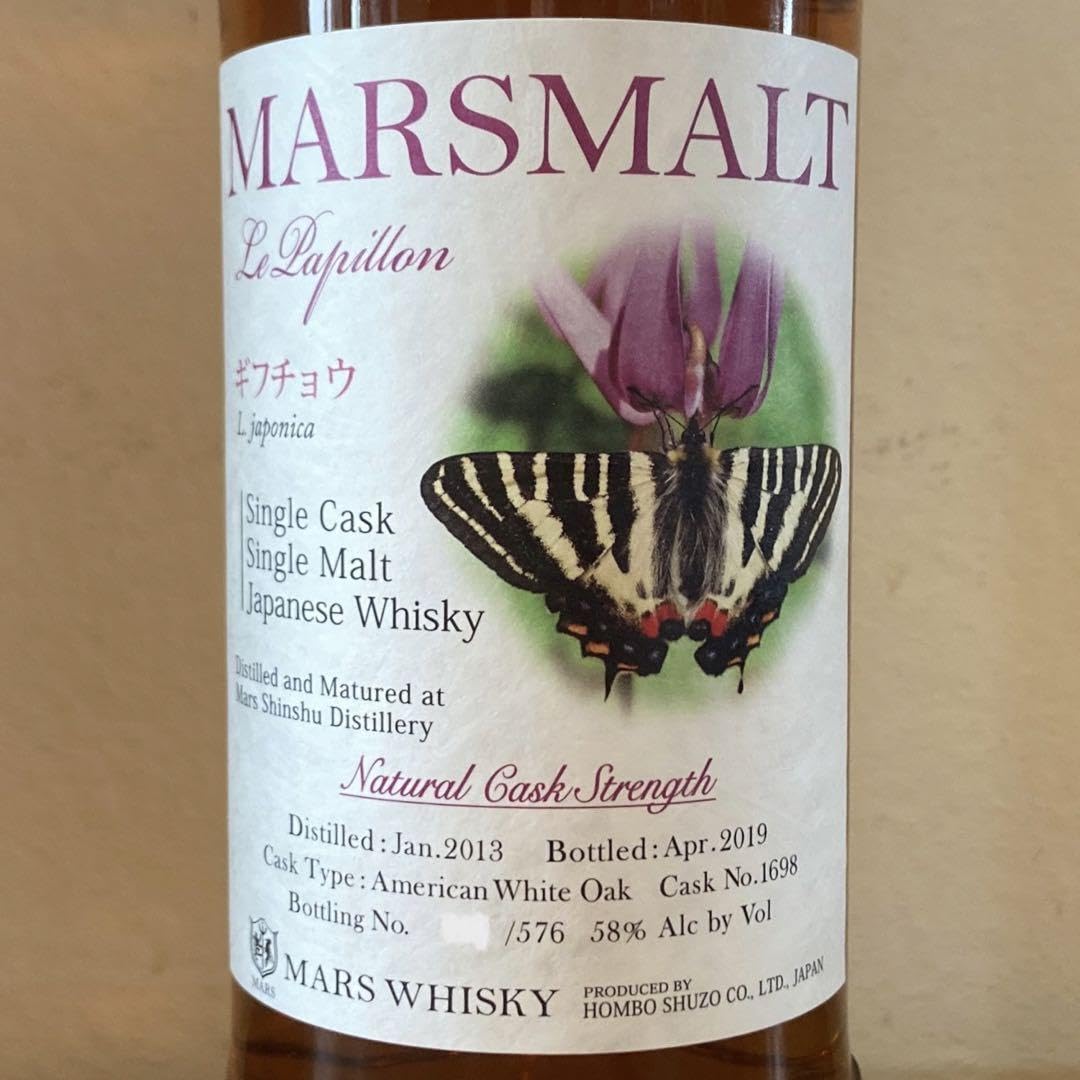 MARSMALT
Le Papillon
ギフチョウ
L. japonica
Single Cask
Single Malt
Japanese Whisky
Distilled and Matured at
Mars Shinshu Distillery
Natural Cask Strength
Distilled : Jan.2013 Bottled : Apr.2019
Cask Type : American White Oak Cask No.1698
Bottling No. /576 58% Alc by Vol
MARS
MARS WHISKY
PRODUCED BY
HOMBO SHUZO CO., LTD., JAPAN